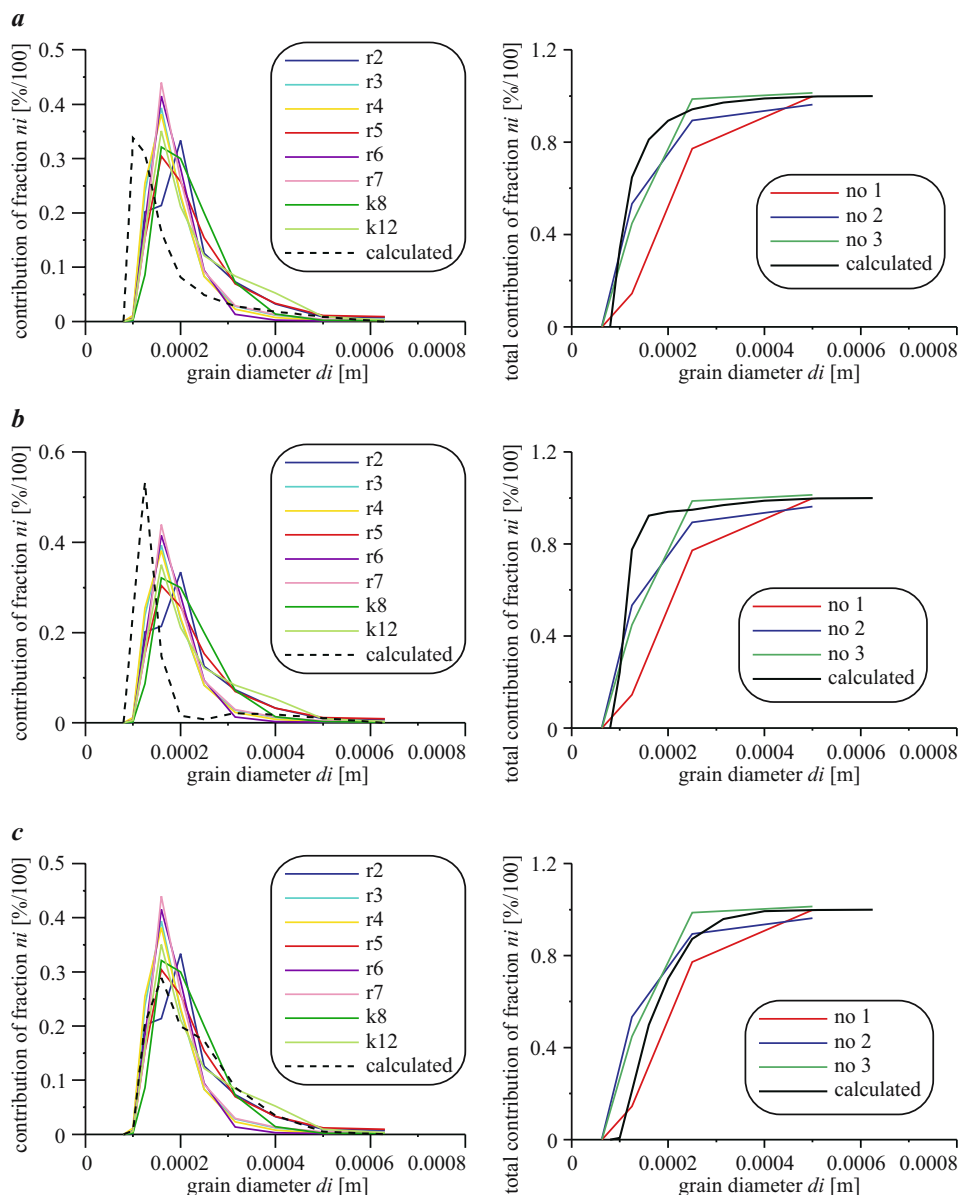 a
contribution of fraction ni [%/100]
0.5
0.4
0.3
0.2
0.1
0
r2
r3
r4
r5
r6
r7
k8
k12
calculated
0
0.0002
0.0004
0.0006
0.0008
grain diameter di [m]
total contribution of fraction ni [%/100]
1.2
0.8
0.4
0
no 1
no 2
no 3
calculated
0
0.0002
0.0004
0.0006
0.0008
grain diameter di [m]
b
contribution of fraction ni [%/100]
0.6
0.4
0.2
0
r2
r3
r4
r5
r6
r7
k8
k12
calculated
0
0.0002
0.0004
0.0006
0.0008
grain diameter di [m]
total contribution of fraction ni [%/100]
1.2
0.8
0.4
0
no 1
no 2
no 3
calculated
0
0.0002
0.0004
0.0006
0.0008
grain diameter di [m]
c
contribution of fraction ni [%/100]
0.5
0.4
0.3
0.2
0.1
0
r2
r3
r4
r5
r6
r7
k8
k12
calculated
0
0.0002
0.0004
0.0006
0.0008
grain diameter di [m]
total contribution of fraction ni [%/100]
1.2
0.8
0.4
0
no 1
no 2
no 3
calculated
0
0.0002
0.0004
0.0006
0.0008
grain diameter di [m]